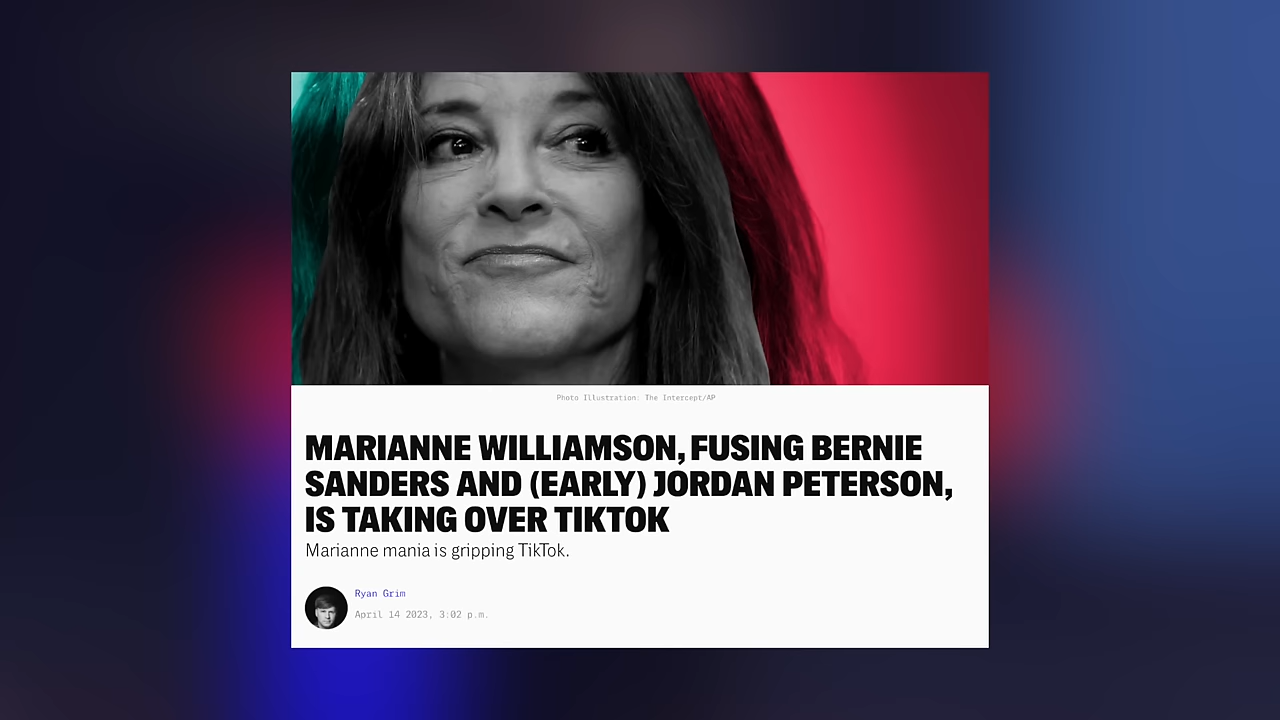 Photo Illustration: The Intercept/AP
MARIANNE WILLIAMSON, FUSING BERNIE
SANDERS AND (EARLY) JORDAN PETERSON,
IS TAKING OVER TIKTOK
Marianne mania is gripping TikTok.
Ryan Grim
April 14 2023, 3:02 p.m.